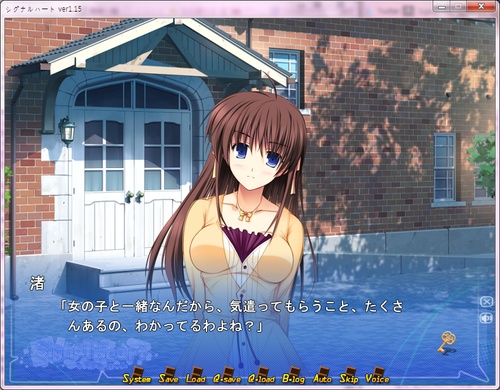 シグナルハート ver1.15
渚
「女の子と一緒なんだから、気遣ってもらうこと、たくさ
んあるの、わかってるわよね？」
System Save Load Q-save Q-load B-log Auto Skip Voice